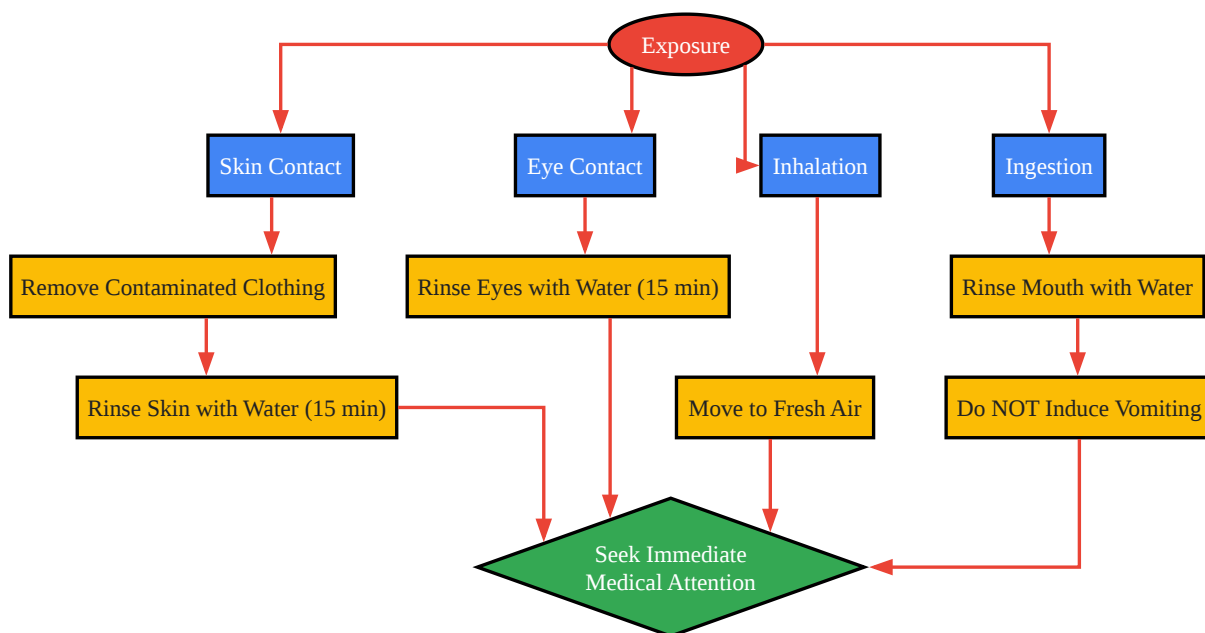 Exposure
Skin Contact
Eye Contact
Inhalation
Ingestion
Remove Contaminated Clothing
Rinse Eyes with Water (15 min)
Rinse Mouth with Water
Rinse Skin with Water (15 min)
Move to Fresh Air
Do NOT Induce Vomiting
Seek Immediate
Medical Attention